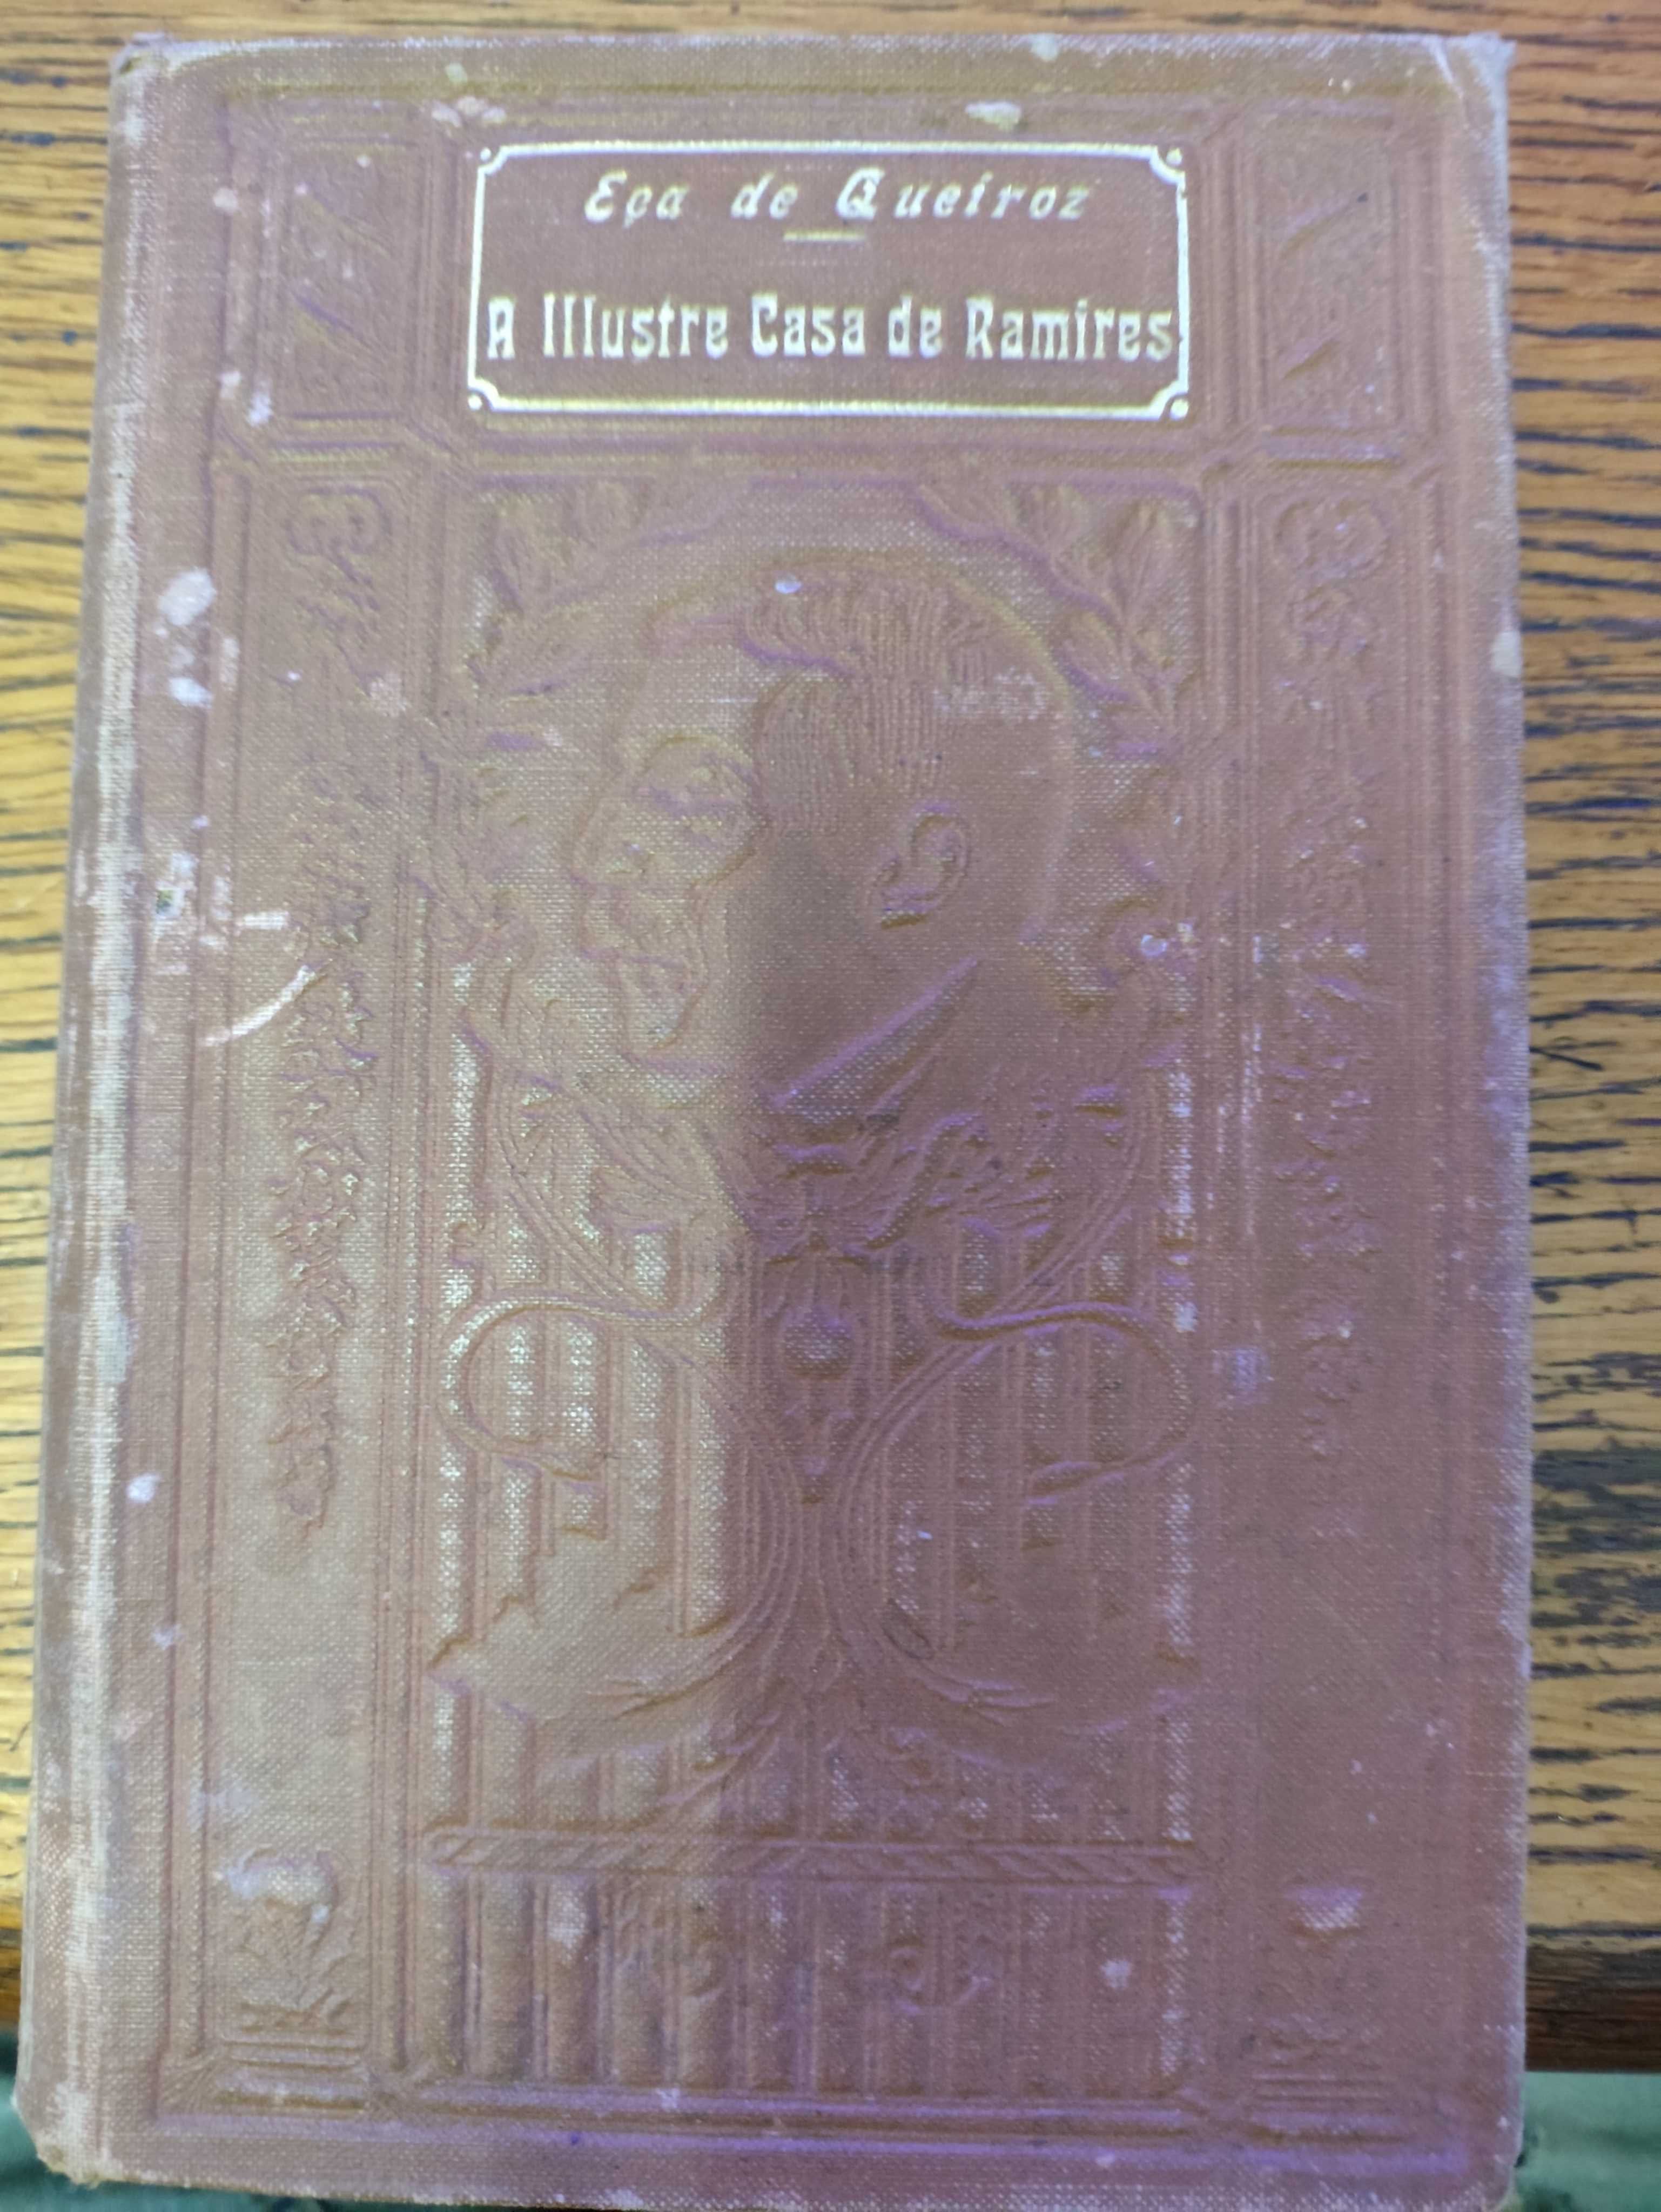 Eça de Queiroz
A Illustre Casa de Ramires